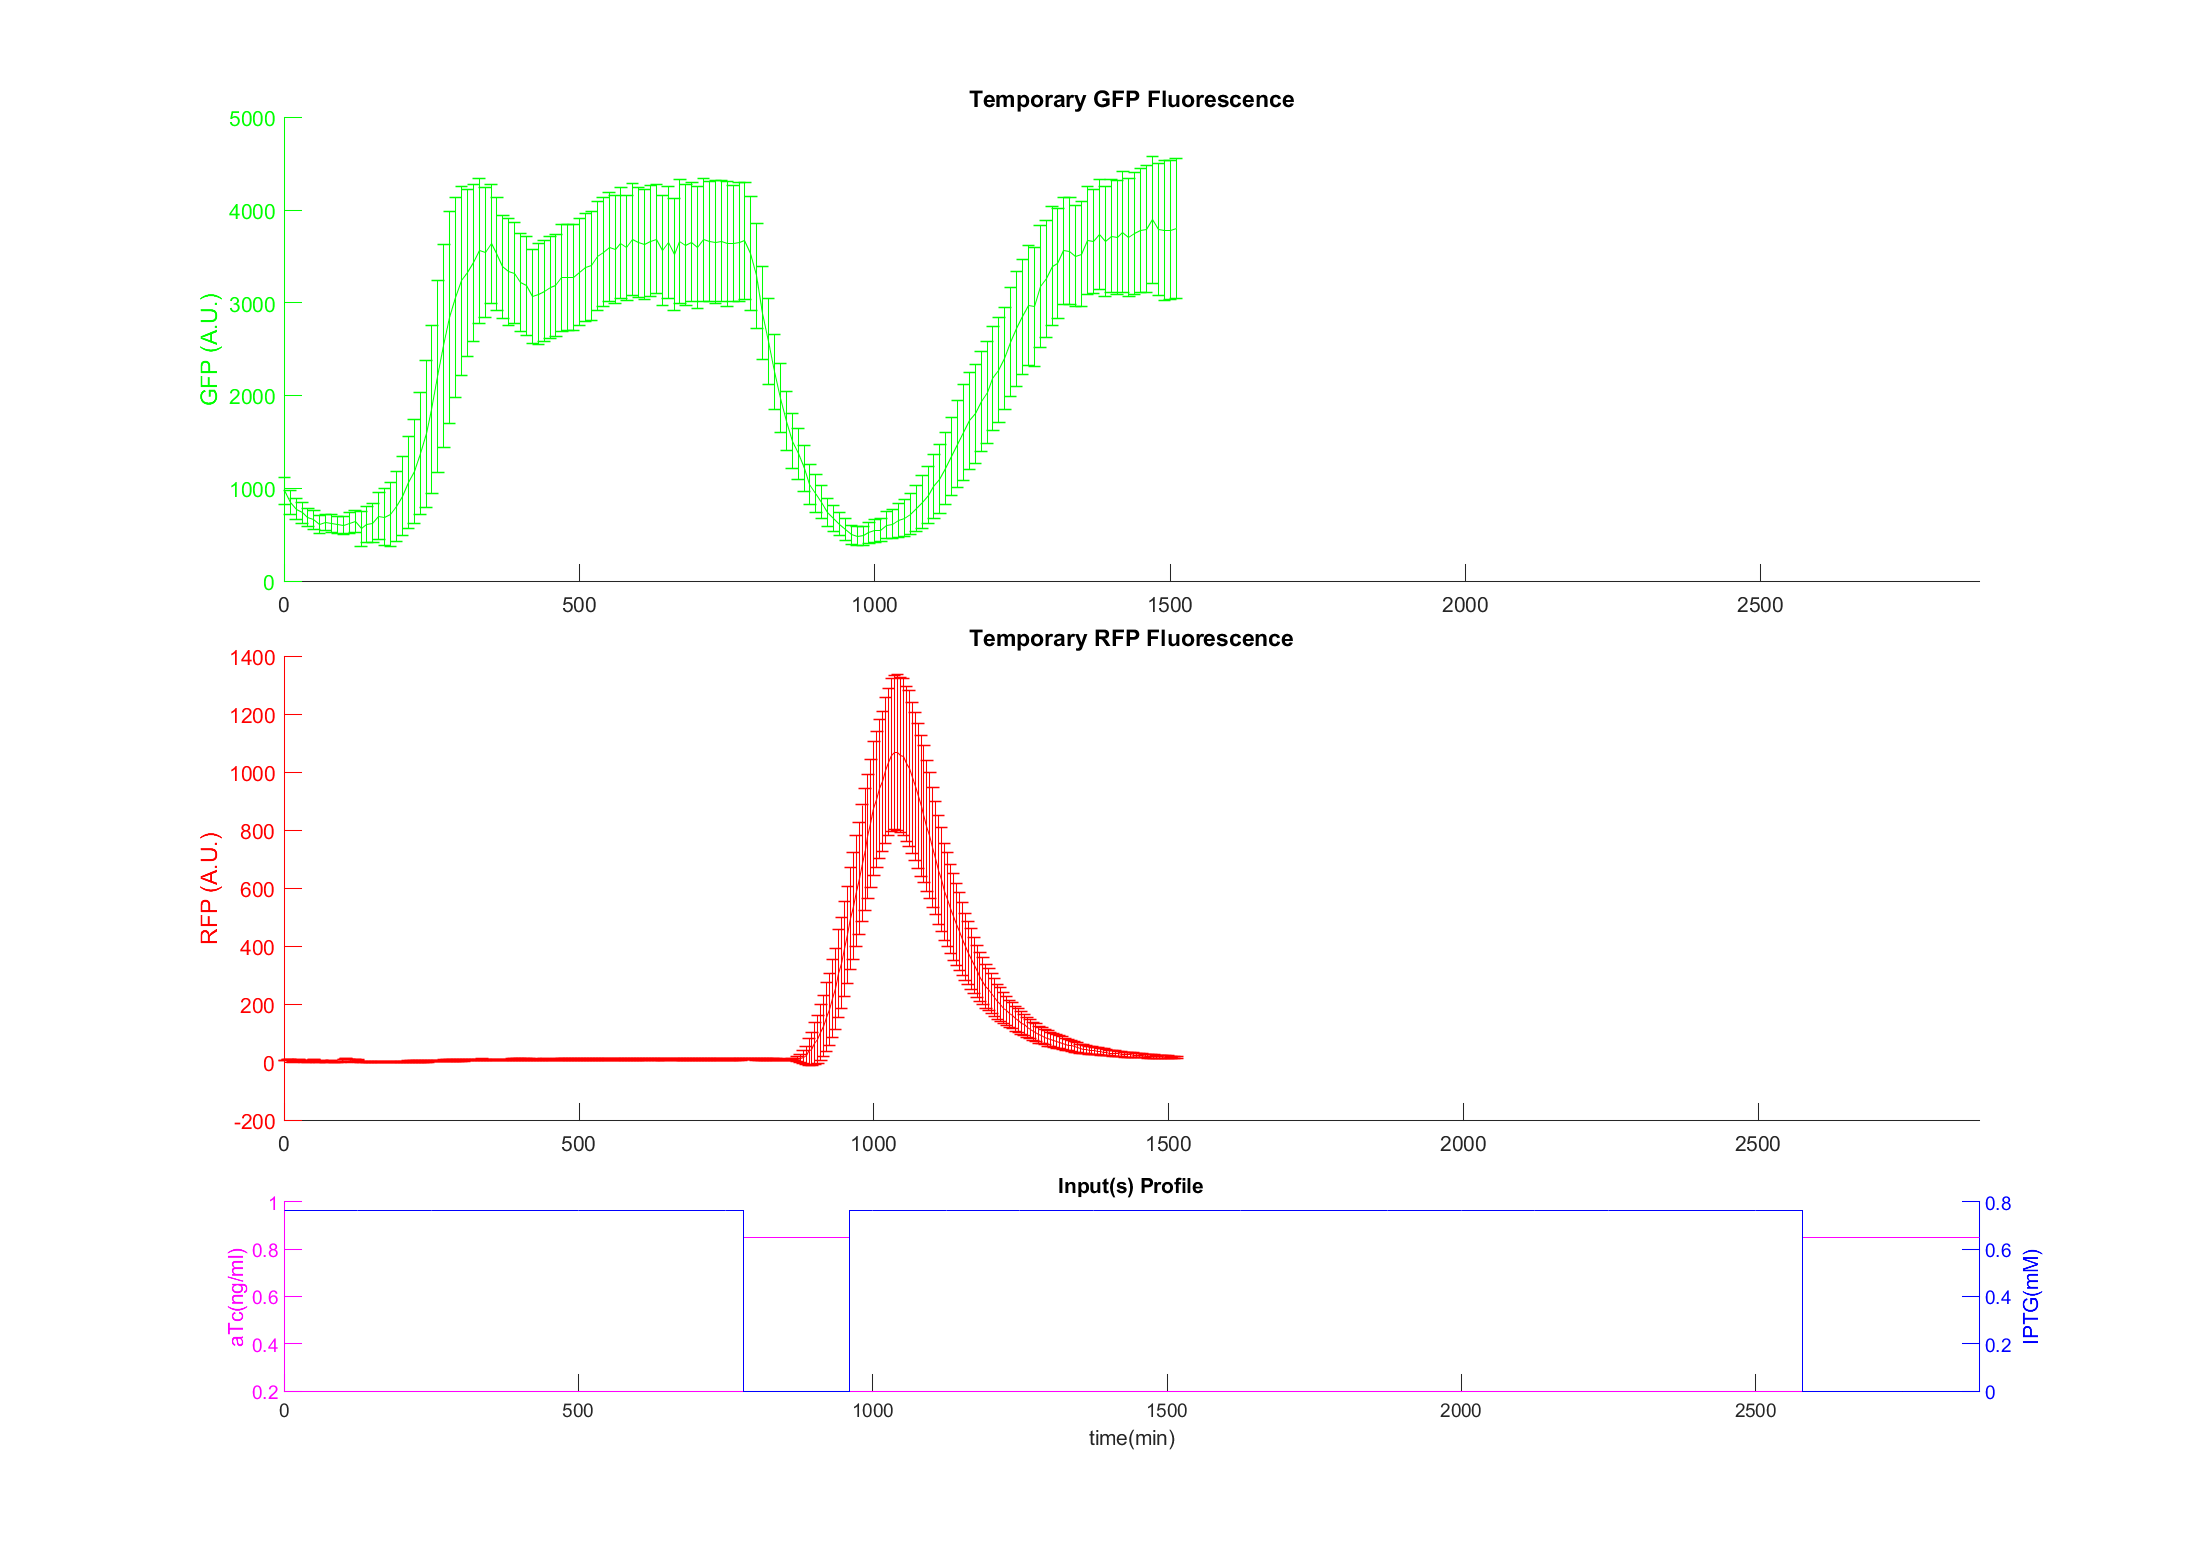 Temporary GFP Fluorescence
5000
4000
3000
2000
1000
0
GFP (A.U.)
0 500 1000 1500 2000 2500
Temporary RFP Fluorescence
1400
1200
1000
800
600
400
200
0
-200
RFP (A.U.)
0 500 1000 1500 2000 2500
Input(s) Profile
1
0.8
0.6
0.4
0.2
aTc(ng/ml)
0.8
0.6
0.4
0.2
0
IPTG(mM)
0 500 1000 1500 2000 2500
time(min)